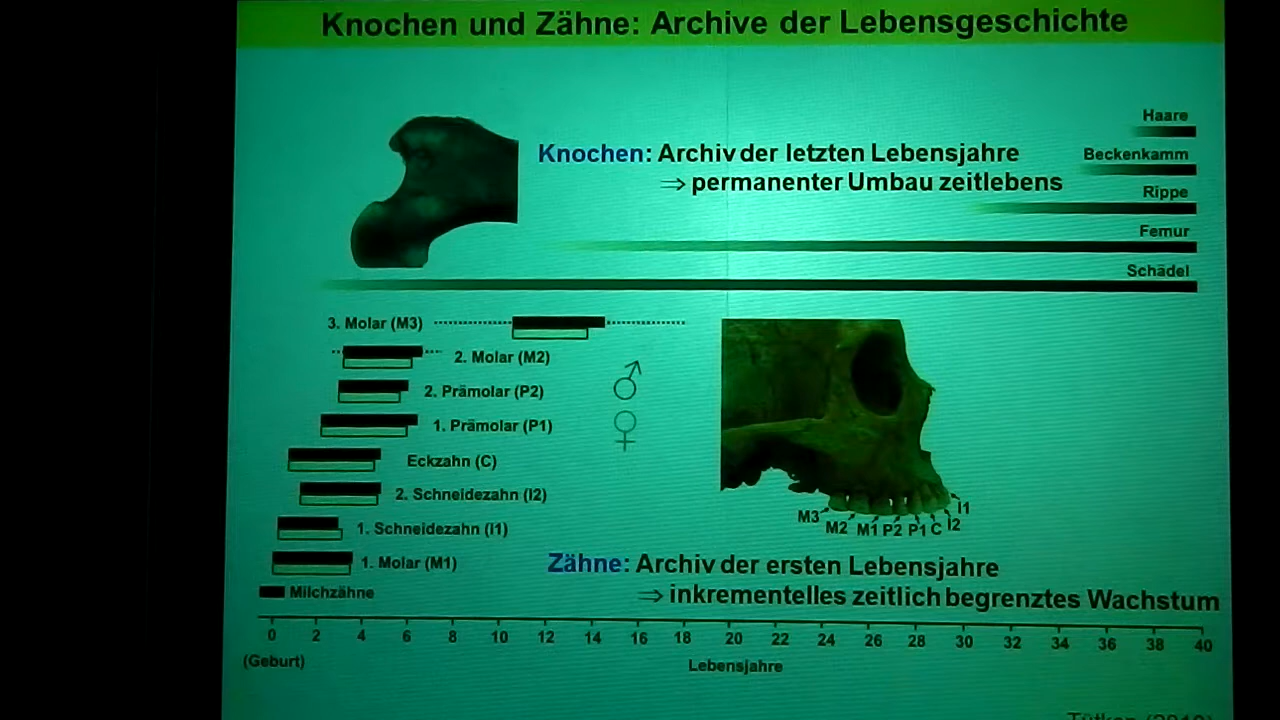 Knochen und Zähne: Archive der Lebensgeschichte
Haare
Knochen: Archiv der letzten Lebensjahre
Beckenkamm
⇒ permanenter Umbau zeitlebens
Rippe
Femur
Schädel
3. Molar (M3)
2. Molar (M2)
♂
2. Prämolar (P2)
1. Prämolar (P1)
♀
Eckzahn (C)
2. Schneidezahn (I2)
1. Schneidezahn (I1)
M3 M2 M1 P2 P1 C I2 I1
1. Molar (M1)
Zähne: Archiv der ersten Lebensjahre
Milchzähne
⇒ inkrementelles zeitlich begrenztes Wachstum
0 2 4 6 8 10 12 14 16 18 20 22 24 26 28 30 32 34 36 38 40
(Geburt)
Lebensjahre